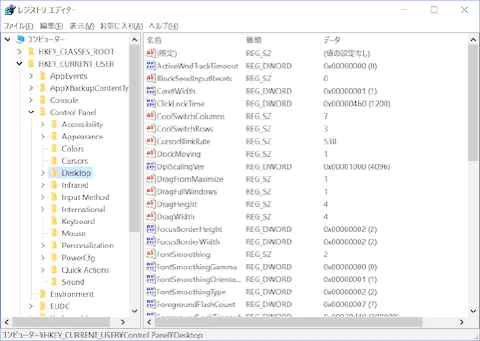 レジストリ エディター
ファイル(F) 編集(E) 表示(V) お気に入り(A) ヘルプ(H)
コンピューター
HKEY_CLASSES_ROOT
HKEY_CURRENT_USER
AppEvents
AppXBackupContentTy
Console
Control Panel
Accessibility
Appearance
Colors
Cursors
Desktop
Infrared
Input Method
International
Keyboard
Mouse
Personalization
PowerCfg
Quick Actions
Sound
Environment
EUDC
名前 種類 データ
(既定) REG_SZ (値の設定なし)
ActiveWndTrackTimeout REG_DWORD 0x00000000 (0)
BlockSendInputResets REG_SZ 0
CaretWidth REG_DWORD 0x00000001 (1)
ClickLockTime REG_DWORD 0x000004b0 (1200)
CoolSwitchColumns REG_SZ 7
CoolSwitchRows REG_SZ 3
CursorBlinkRate REG_SZ 530
DockMoving REG_SZ 1
DpiScalingVer REG_DWORD 0x00001000 (4096)
DragFromMaximize REG_SZ 1
DragFullWindows REG_SZ 1
DragHeight REG_SZ 4
DragWidth REG_SZ 4
FocusBorderHeight REG_DWORD 0x00000002 (2)
FocusBorderWidth REG_DWORD 0x00000002 (2)
FontSmoothing REG_SZ 2
FontSmoothingGamma REG_DWORD 0x00000000 (0)
FontSmoothingOrienta... REG_DWORD 0x00000001 (1)
FontSmoothingType REG_DWORD 0x00000002 (2)
ForegroundFlashCount REG_DWORD 0x00000007 (7)
コンピューター¥HKEY_CURRENT_USER¥Control Panel¥Desktop